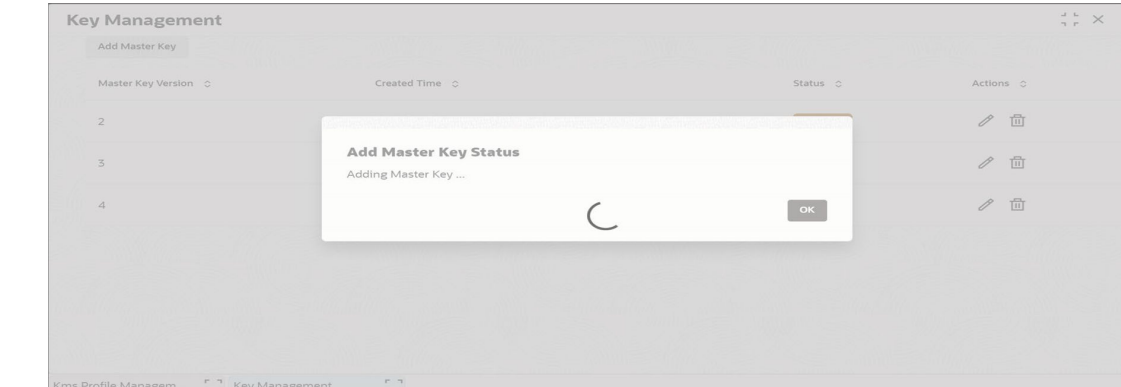 Key Management
Add Master Key
Master Key Version Created Time Status Actions
2
3
4
Add Master Key Status
Adding Master Key ...
OK
Kms Profile Managem Key Management